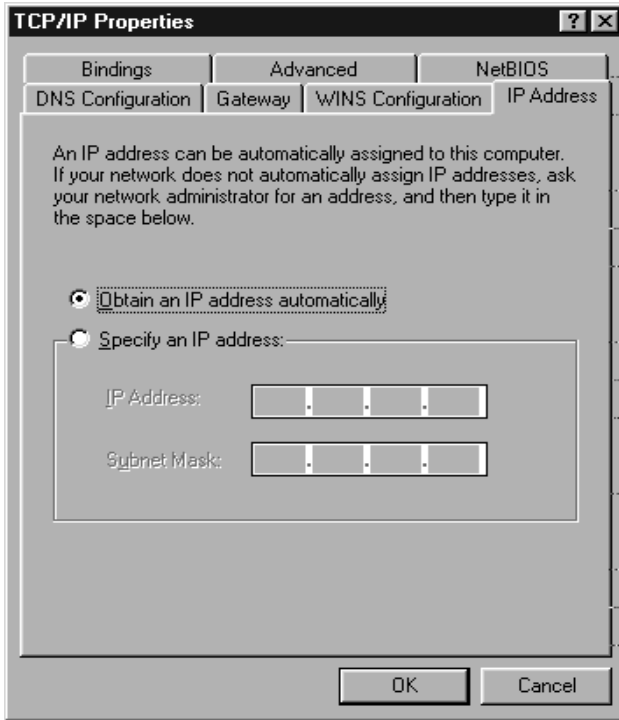 TCP/IP Properties
Bindings
Advanced
NetBIOS
DNS Configuration
Gateway
WINS Configuration
IP Address
An IP address can be automatically assigned to this computer.
If your network does not automatically assign IP addresses, ask
your network administrator for an address, and then type it in
the space below.
Obtain an IP address automatically
Specify an IP address:
IP Address:
. . .
Subnet Mask:
. . .
OK
Cancel